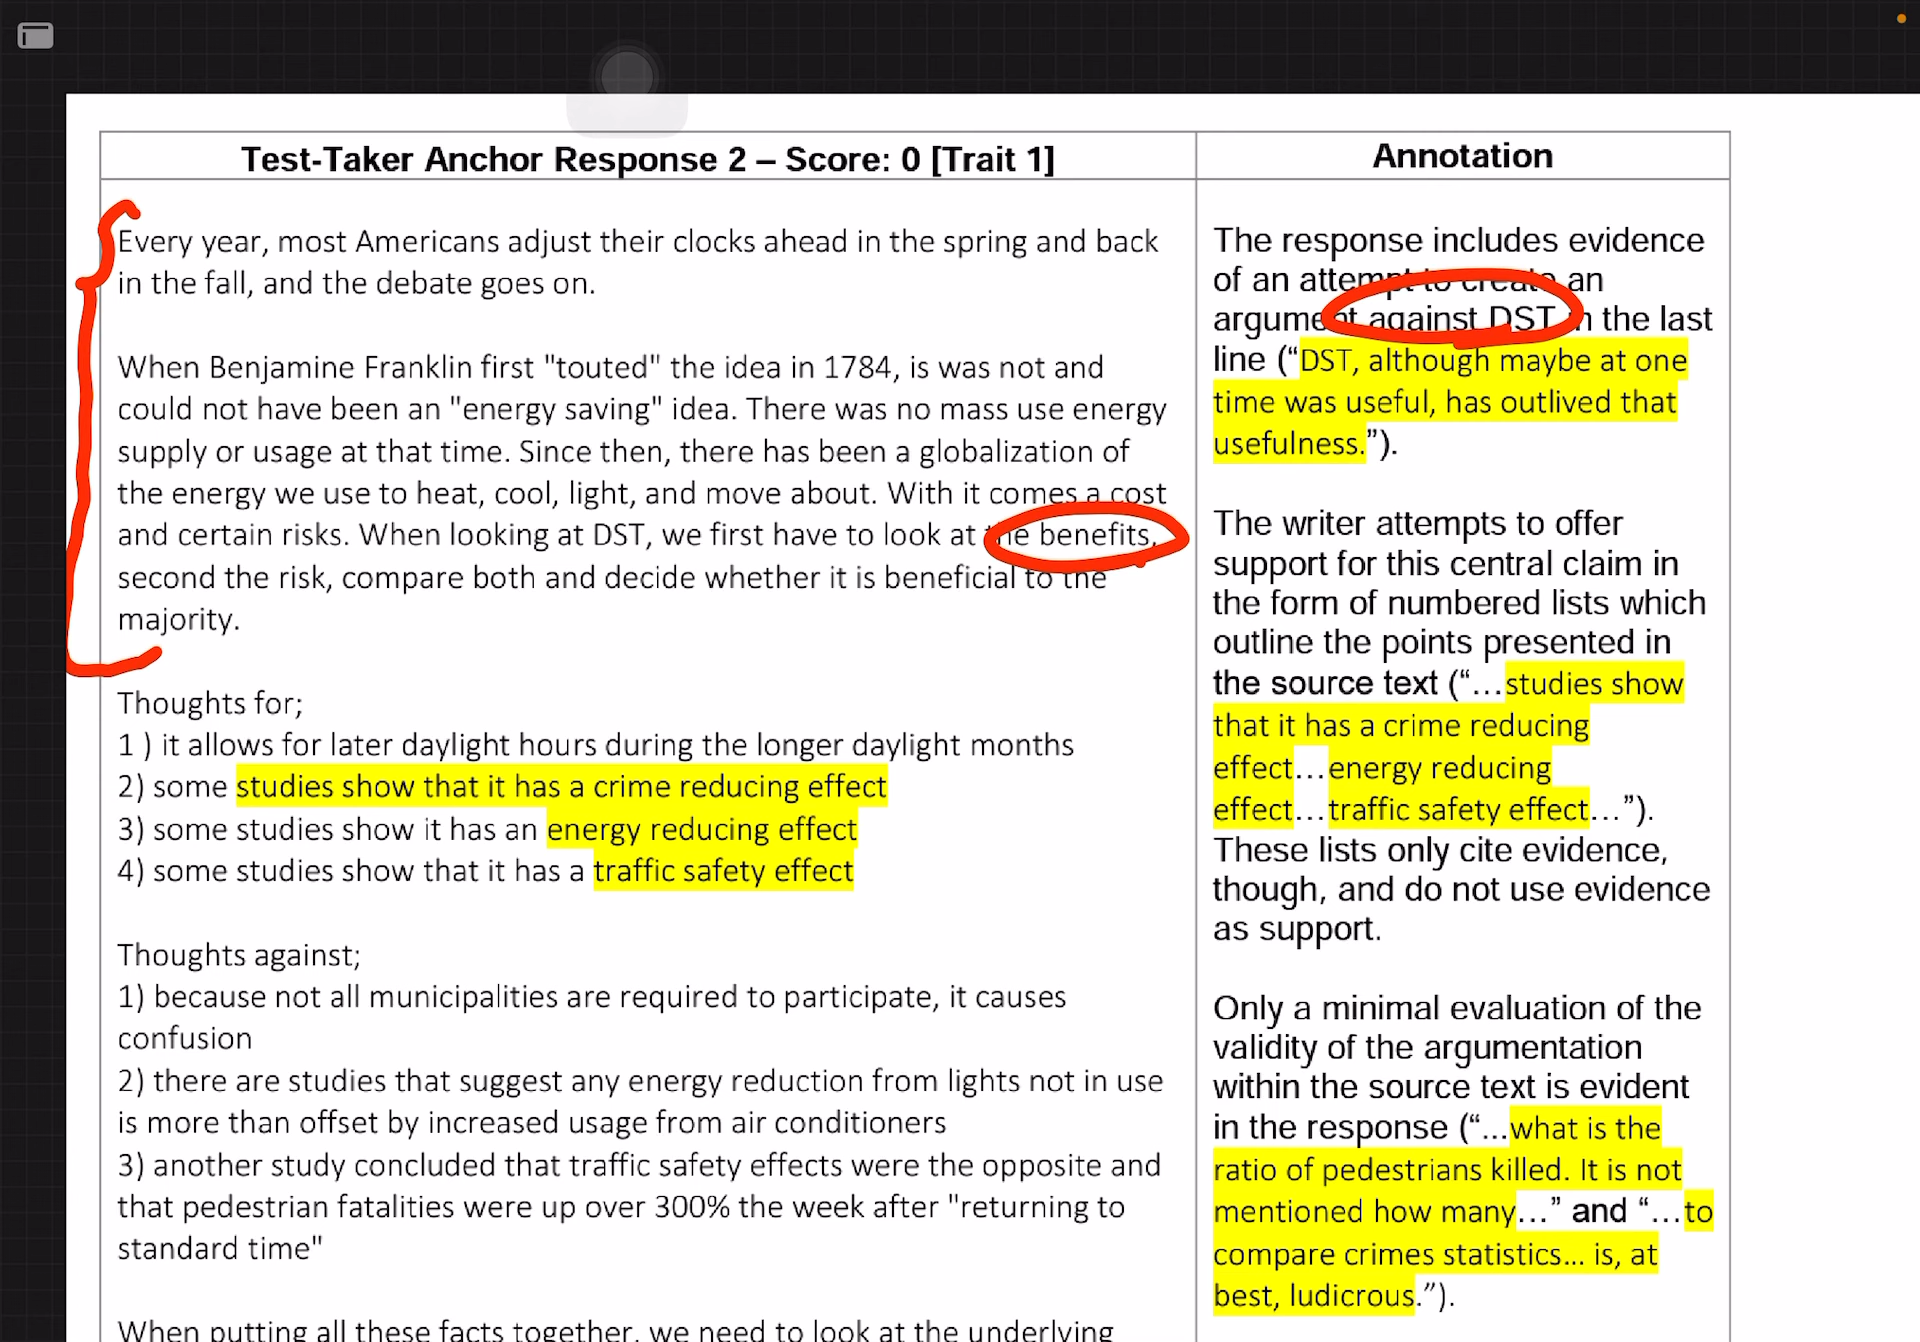 Test-Taker Anchor Response 2 – Score: 0 [Trait 1]
Every year, most Americans adjust their clocks ahead in the spring and back
in the fall, and the debate goes on.
When Benjamine Franklin first "touted" the idea in 1784, is was not and
could not have been an "energy saving" idea. There was no mass use energy
supply or usage at that time. Since then, there has been a globalization of
the energy we use to heat, cool, light, and move about. With it comes a cost
and certain risks. When looking at DST, we first have to look at the benefits,
second the risk, compare both and decide whether it is beneficial to the
majority.
Thoughts for;
1 ) it allows for later daylight hours during the longer daylight months
2) some studies show that it has a crime reducing effect
3) some studies show it has an energy reducing effect
4) some studies show that it has a traffic safety effect
Thoughts against;
1) because not all municipalities are required to participate, it causes
confusion
2) there are studies that suggest any energy reduction from lights not in use
is more than offset by increased usage from air conditioners
3) another study concluded that traffic safety effects were the opposite and
that pedestrian fatalities were up over 300% the week after "returning to
standard time"
When putting all these facts together, we need to look at the underlying
Annotation
The response includes evidence
of an attempt to create an
argument against DST in the last
line (“DST, although maybe at one
time was useful, has outlived that
usefulness.”).
The writer attempts to offer
support for this central claim in
the form of numbered lists which
outline the points presented in
the source text (“…studies show
that it has a crime reducing
effect…energy reducing
effect…traffic safety effect…”).
These lists only cite evidence,
though, and do not use evidence
as support.
Only a minimal evaluation of the
validity of the argumentation
within the source text is evident
in the response (“...what is the
ratio of pedestrians killed. It is not
mentioned how many…” and “…to
compare crimes statistics... is, at
best, ludicrous.”).